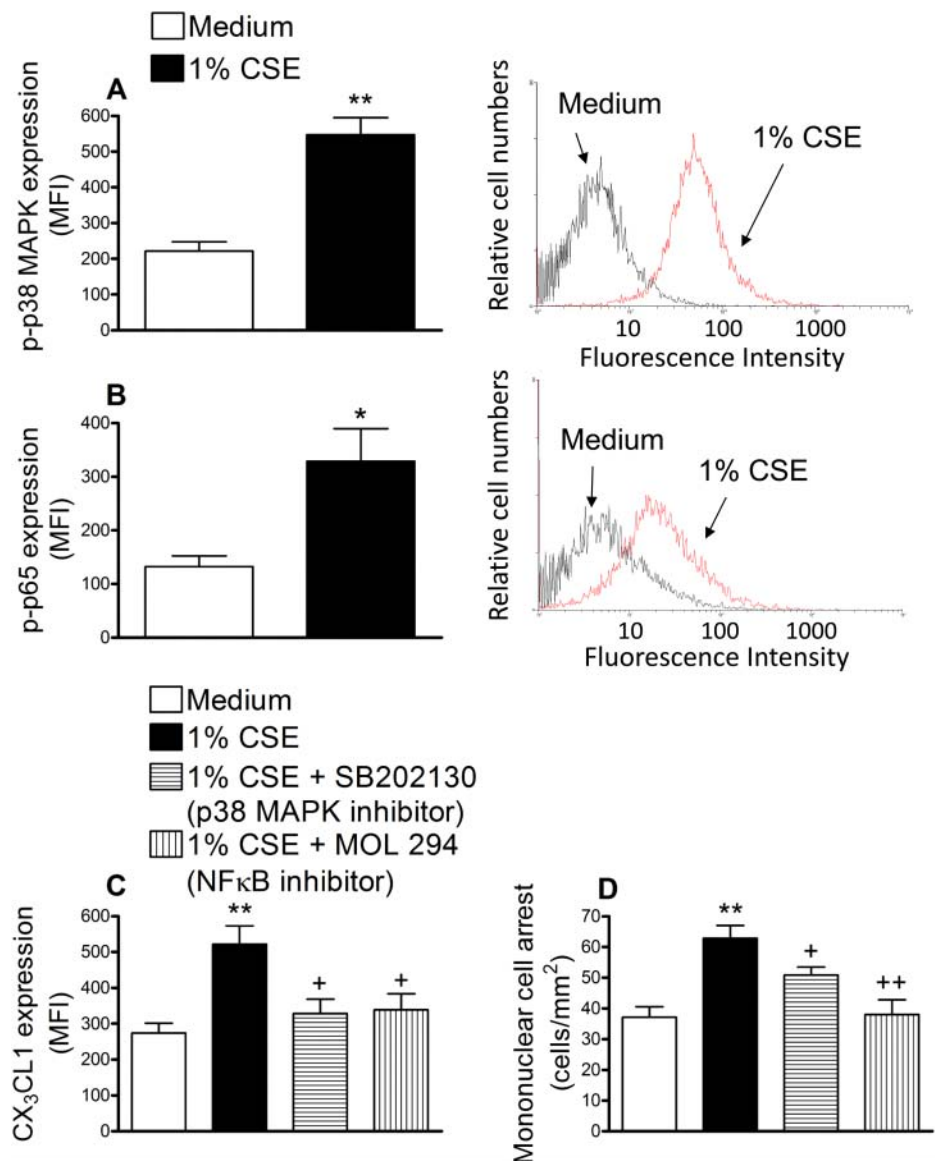 Medium
1% CSE
A
p-p38 MAPK expression
(MFI)
600
500
400
300
200
100
0
**
Relative cell numbers
Medium
1% CSE
10
100
1000
Fluorescence Intensity
B
p-p65 expression
(MFI)
400
300
200
100
0
*
Relative cell numbers
Medium
1% CSE
10
100
1000
Fluorescence Intensity
Medium
1% CSE
1% CSE + SB202130
(p38 MAPK inhibitor)
1% CSE + MOL 294
(NFκB inhibitor)
C
CX₃CL1 expression
(MFI)
600
500
400
300
200
100
0
**
+
+
D
Mononuclear cell arrest
(cells/mm²)
70
60
50
40
30
20
10
0
**
+
++